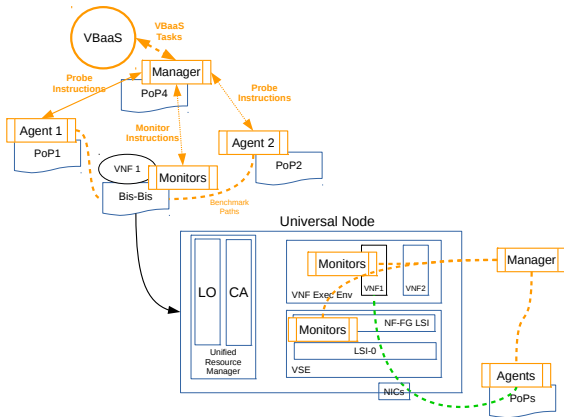 VBaaS
VBaaS
Tasks
Manager
PoP4
Probe
Instructions
Probe
Instructions
Monitor
Instructions
Agent 1
PoP1
Agent 2
PoP2
VNF 1
Monitors
Bis-Bis
Benchmark
Paths
Universal Node
LO
CA
Unified
Resource
Manager
Monitors
VNF1
VNF2
VNF Exec Env
Manager
Monitors
NF-FG LSI
LSI-0
VSE
NICs
Agents
PoPs